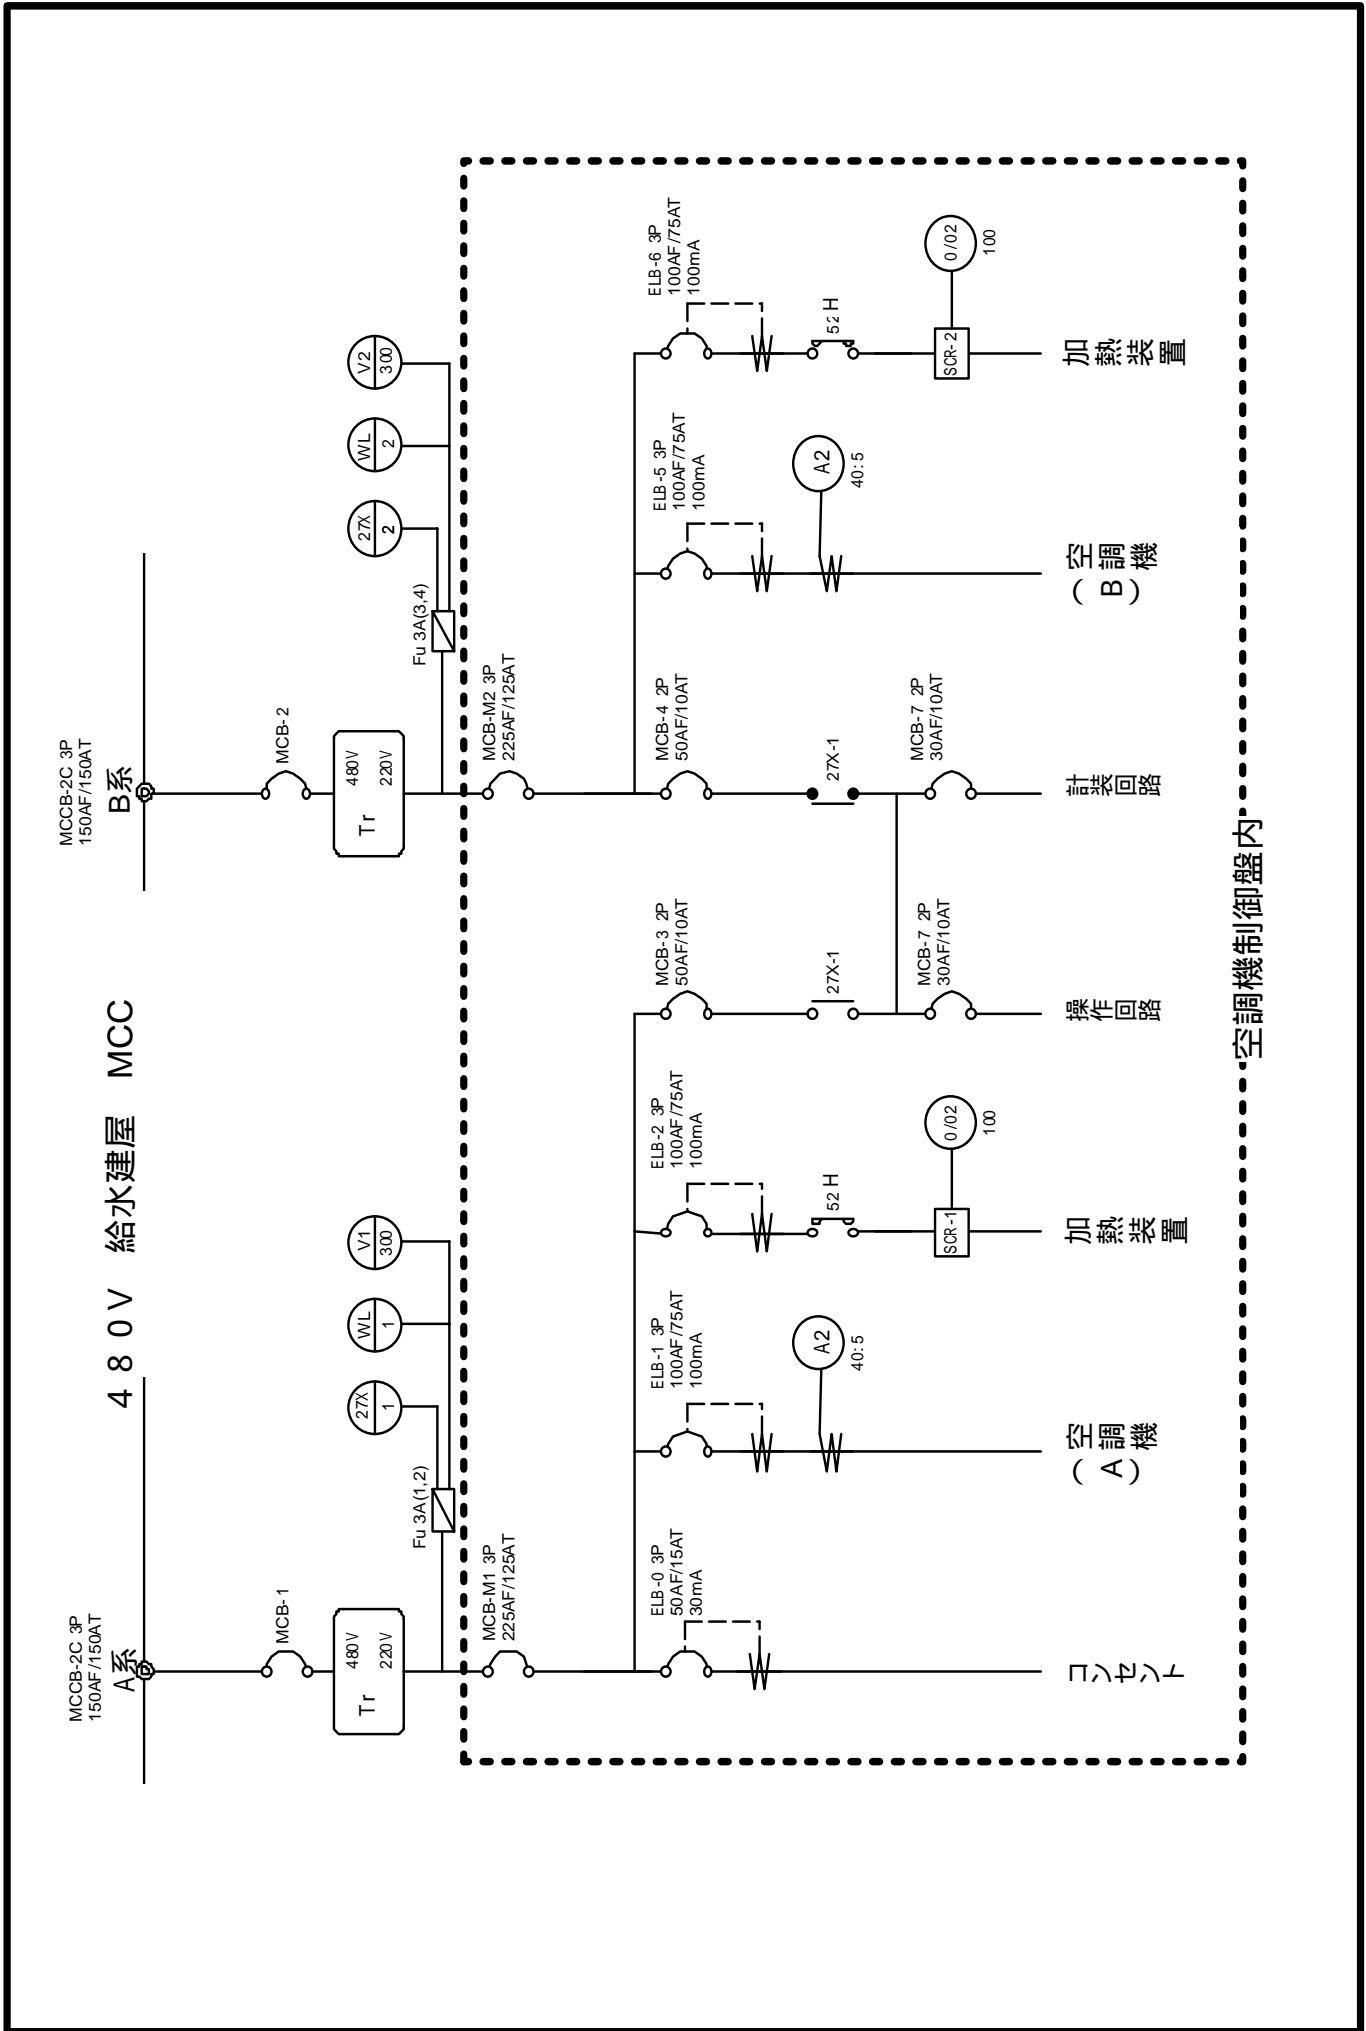 480V 給水建屋 MCC
MCCB-2C 3P
150AF/150AT
A系
MCB-1
480V
220V
Tr
Fu 3A(1,2)
27X
1
WL
1
V1
300
MCCB-2C 3P
150AF/150AT
B系
MCB-2
480V
220V
Tr
Fu 3A(3,4)
27X
2
WL
2
V2
300
MCB-M1 3P
225AF/125AT
MCB-M2 3P
225AF/125AT
ELB-0 3P
50AF/15AT
30mA
ELB-1 3P
100AF/75AT
100mA
ELB-2 3P
100AF/75AT
100mA
MCB-3 2P
50AF/10AT
MCB-4 2P
50AF/10AT
ELB-5 3P
100AF/75AT
100mA
ELB-6 3P
100AF/75AT
100mA
A2
40:5
52H
27X-1
27X-1
A2
40:5
52H
SCR-1
0/02
100
MCB-7 2P
30AF/10AT
MCB-7 2P
30AF/10AT
SCR-2
0/02
100
コンセント
空調機
(A)
加熱装置
操作回路
計装回路
空調機
(B)
加熱装置
空調機制御盤内